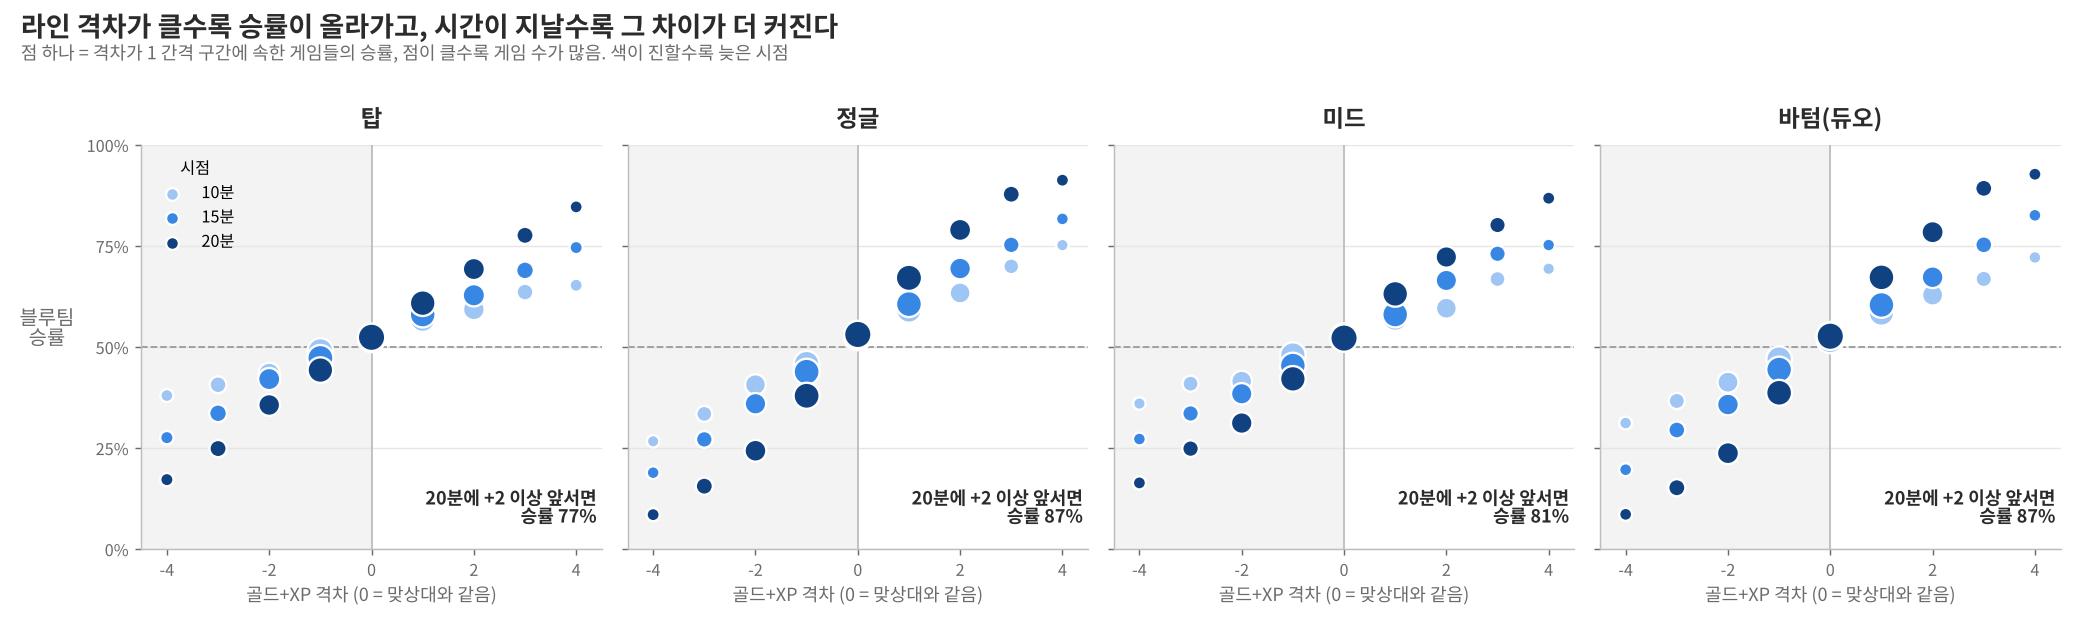 라인 격차가 클수록 승률이 올라가고, 시간이 지날수록 그 차이가 더 커진다
점 하나 = 격차가 1 간격 구간에 속한 게임들의 승률, 점이 클수록 게임 수가 많음. 색이 진할수록 늦은 시점
탑
정글
미드
바텀(듀오)
100%
75%
50%
25%
0%
블루팀
승률
시점
10분
15분
20분
20분에 +2 이상 앞서면
승률 77%
20분에 +2 이상 앞서면
승률 87%
20분에 +2 이상 앞서면
승률 81%
20분에 +2 이상 앞서면
승률 87%
-4 -2 0 2 4
-4 -2 0 2 4
-4 -2 0 2 4
-4 -2 0 2 4
골드+XP 격차 (0 = 맞상대와 같음)
골드+XP 격차 (0 = 맞상대와 같음)
골드+XP 격차 (0 = 맞상대와 같음)
골드+XP 격차 (0 = 맞상대와 같음)